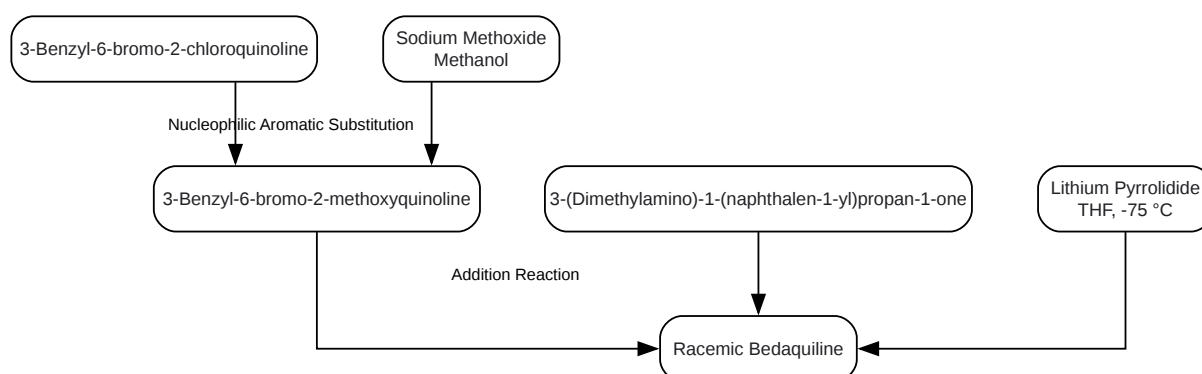 3-Benzyl-6-bromo-2-chloroquinoline
Sodium Methoxide
Methanol
Nucleophilic Aromatic Substitution
3-Benzyl-6-bromo-2-methoxyquinoline
3-(Dimethylamino)-1-(naphthalen-1-yl)propan-1-one
Lithium Pyrrolidide
THF, -75 °C
Addition Reaction
Racemic Bedaquiline